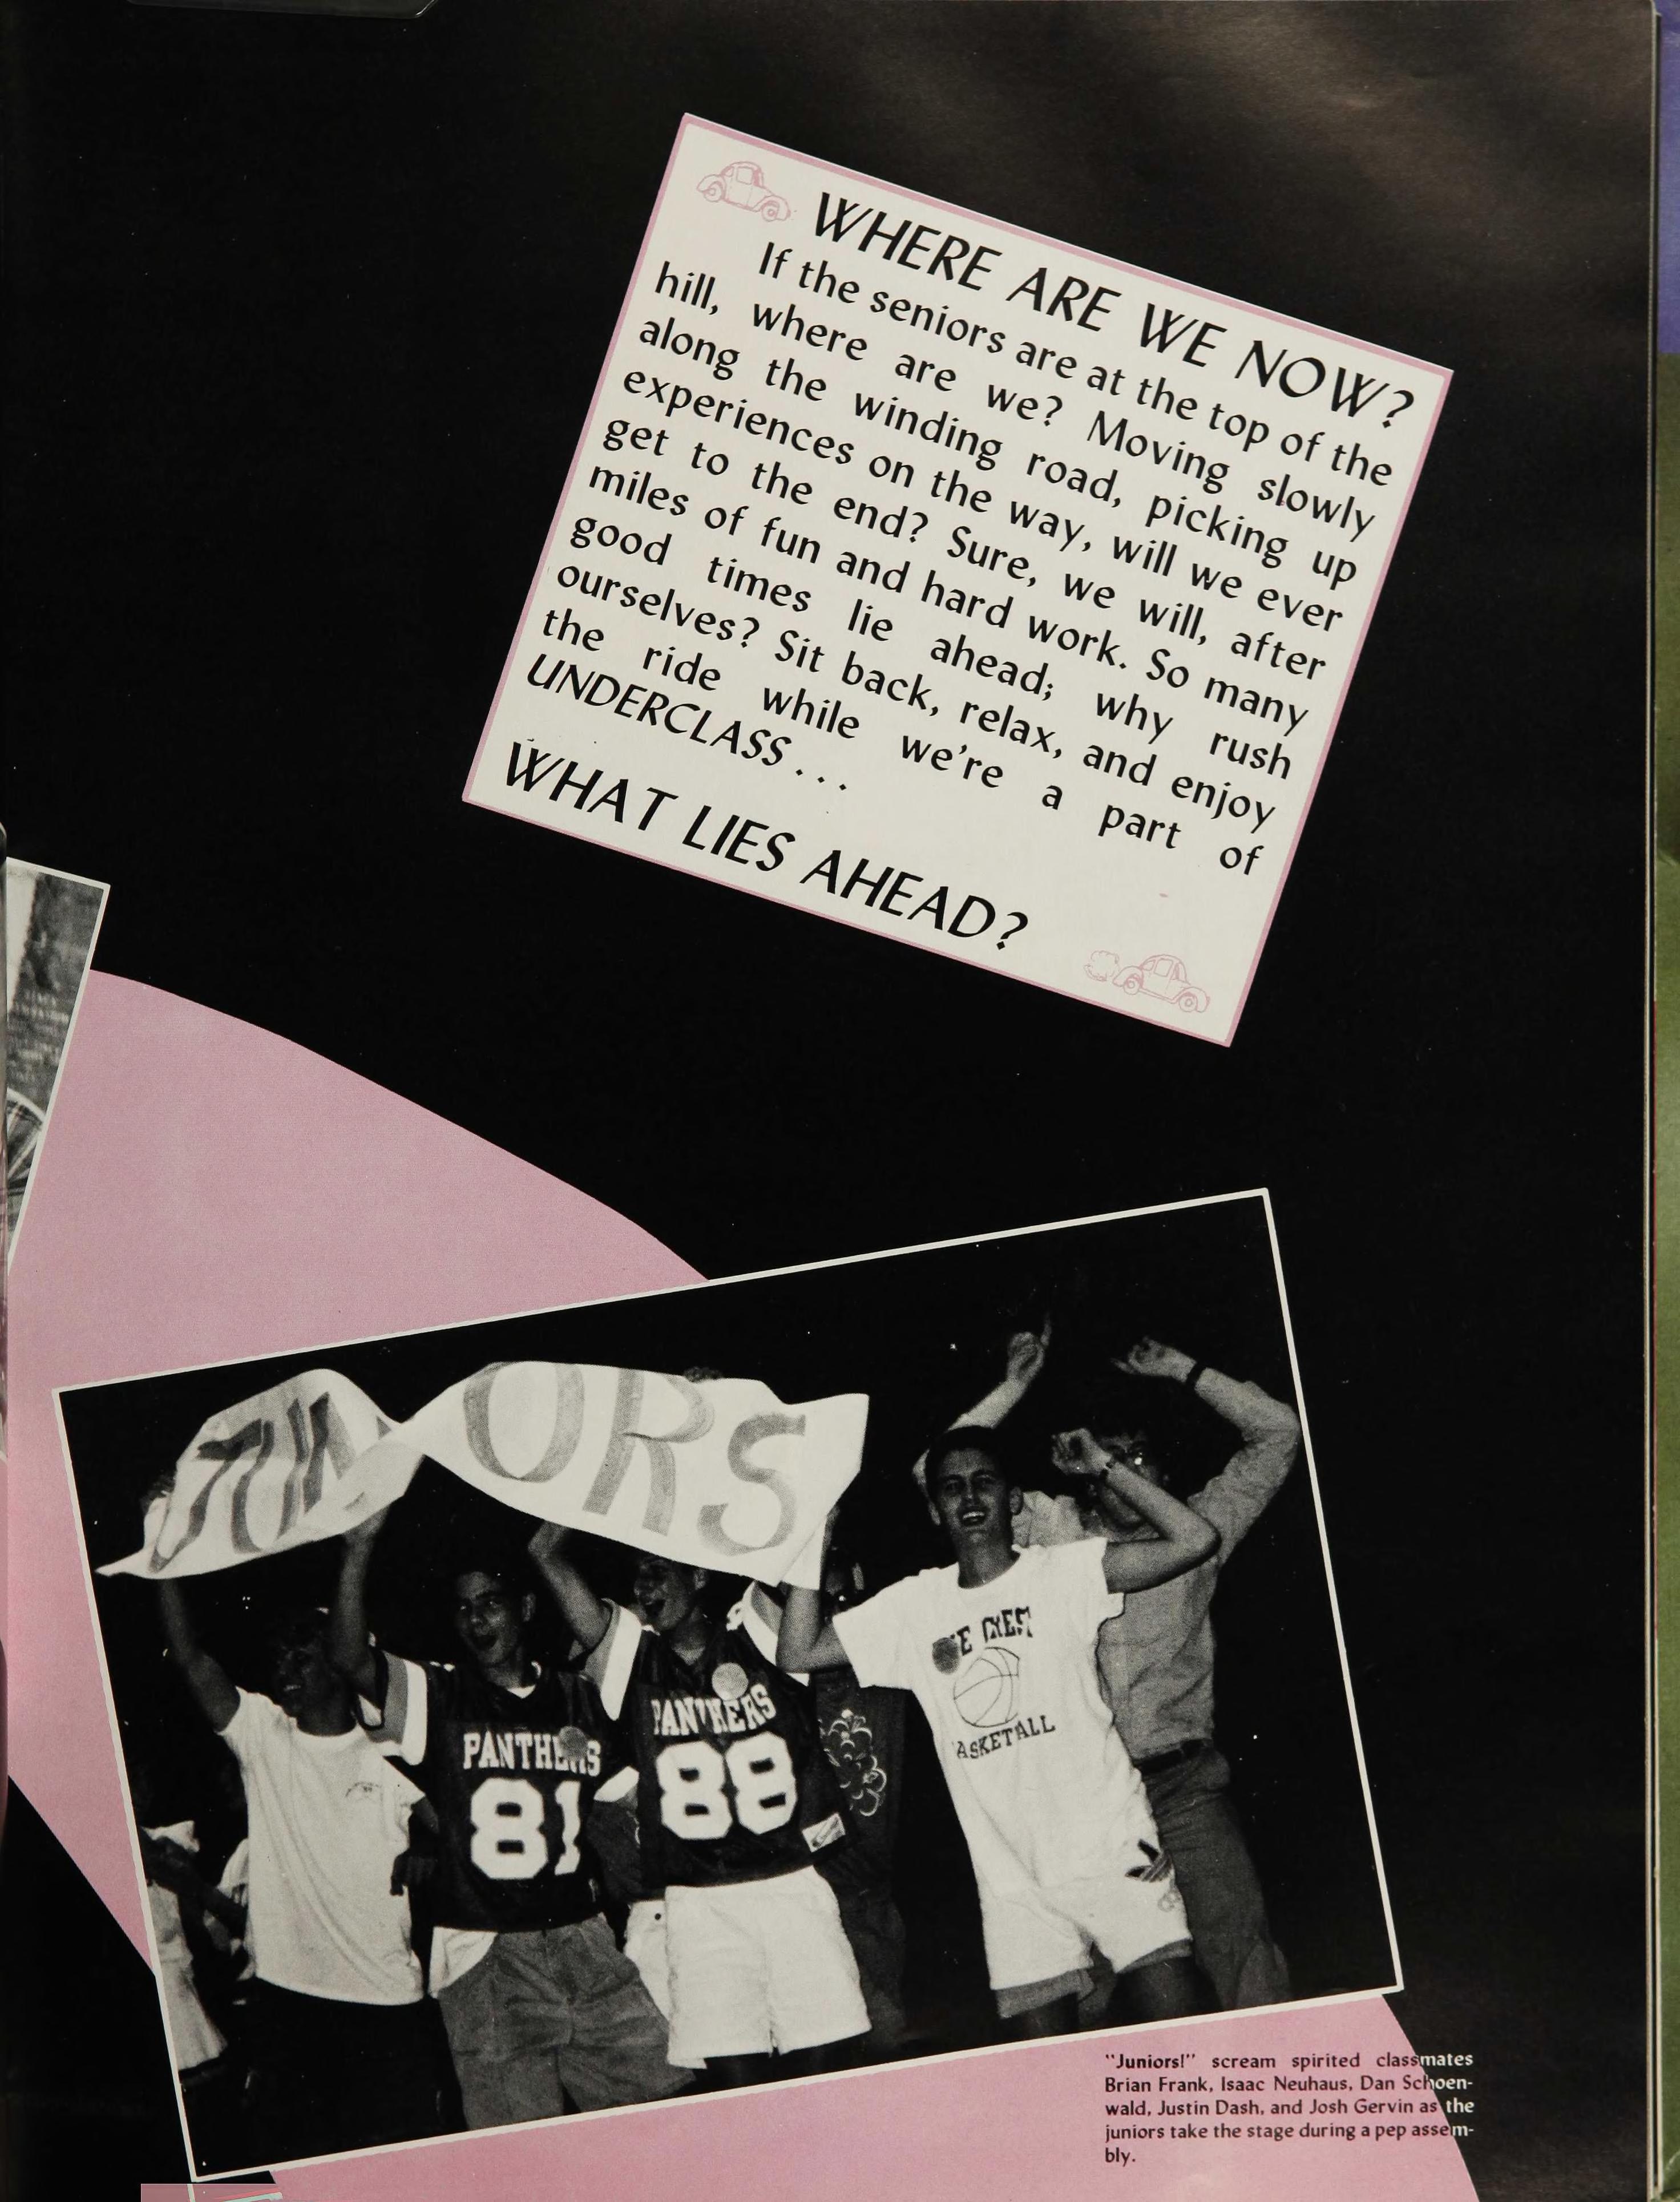 WHERE ARE WE NOW?
If the seniors are at the top of the
hill, where are we? Moving slowly
along the winding road, picking up
experiences on the way, will we ever
get to the end? Sure, we will, after
miles of fun and hard work. So many
good times lie ahead; why rush
ourselves? Sit back, relax, and enjoy
the ride while we're a part of
UNDERCLASS...
WHAT LIES AHEAD?
JUN ORS
PANTHERS
81
PANTHERS
88
CREST
ASKETBALL
"Juniors!" scream spirited classmates
Brian Frank, Isaac Neuhaus, Dan Schoen-
wald, Justin Dash, and Josh Gervin as the
juniors take the stage during a pep assem-
bly.